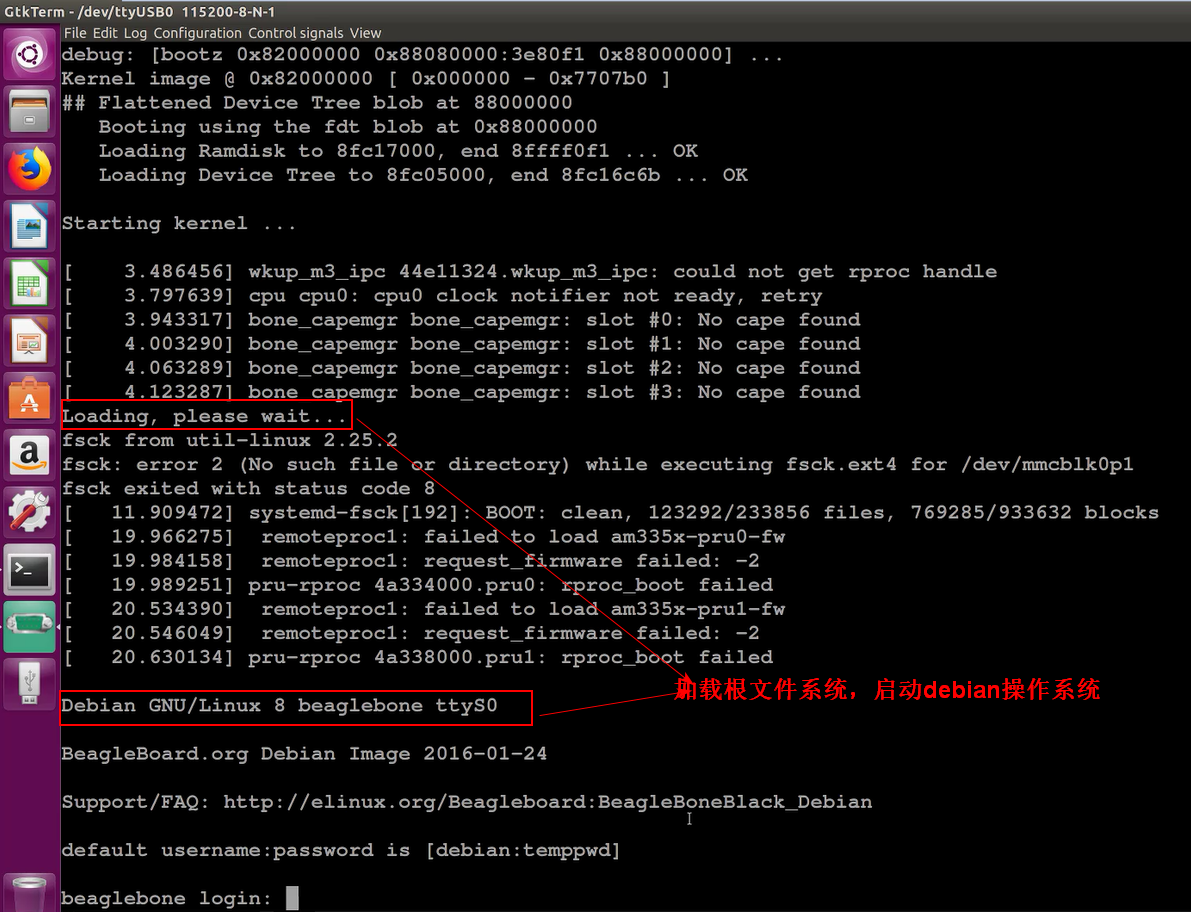 GtkTerm - /dev/ttyUSB0 115200-8-N-1
File Edit Log Configuration Control signals View
debug: [bootz 0x82000000 0x88080000:3e80f1 0x88000000] ...
Kernel image @ 0x82000000 [ 0x000000 - 0x7707b0 ]
## Flattened Device Tree blob at 88000000
Booting using the fdt blob at 0x88000000
Loading Ramdisk to 8fc17000, end 8ffff0f1 ... OK
Loading Device Tree to 8fc05000, end 8fc16c6b ... OK
Starting kernel ...
[    3.486456] wkup_m3_ipc 44e11324.wkup_m3_ipc: could not get rproc handle
[    3.797639] cpu cpu0: cpu0 clock notifier not ready, retry
[    3.943317] bone_capemgr bone_capemgr: slot #0: No cape found
[    4.003290] bone_capemgr bone_capemgr: slot #1: No cape found
[    4.063289] bone_capemgr bone_capemgr: slot #2: No cape found
[    4.123287] bone_capemgr bone_capemgr: slot #3: No cape found
Loading, please wait...
fsck from util-linux 2.25.2
fsck: error 2 (No such file or directory) while executing fsck.ext4 for /dev/mmcblk0p1
fsck exited with status code 8
[   11.909472] systemd-fsck[192]: BOOT: clean, 123292/233856 files, 769285/933632 blocks
[   19.966275]  remoteproc1: failed to load am335x-pru0-fw
[   19.984158]  remoteproc1: request_firmware failed: -2
[   19.989251] pru-rproc 4a334000.pru0: rproc_boot failed
[   20.534390]  remoteproc1: failed to load am335x-pru1-fw
[   20.546049]  remoteproc1: request_firmware failed: -2
[   20.630134] pru-rproc 4a338000.pru1: rproc_boot failed
加载根文件系统，启动debian操作系统
Debian GNU/Linux 8 beaglebone ttyS0
BeagleBoard.org Debian Image 2016-01-24
Support/FAQ: http://elinux.org/Beagleboard:BeagleBoneBlack_Debian
default username:password is [debian:temppwd]
beaglebone login: